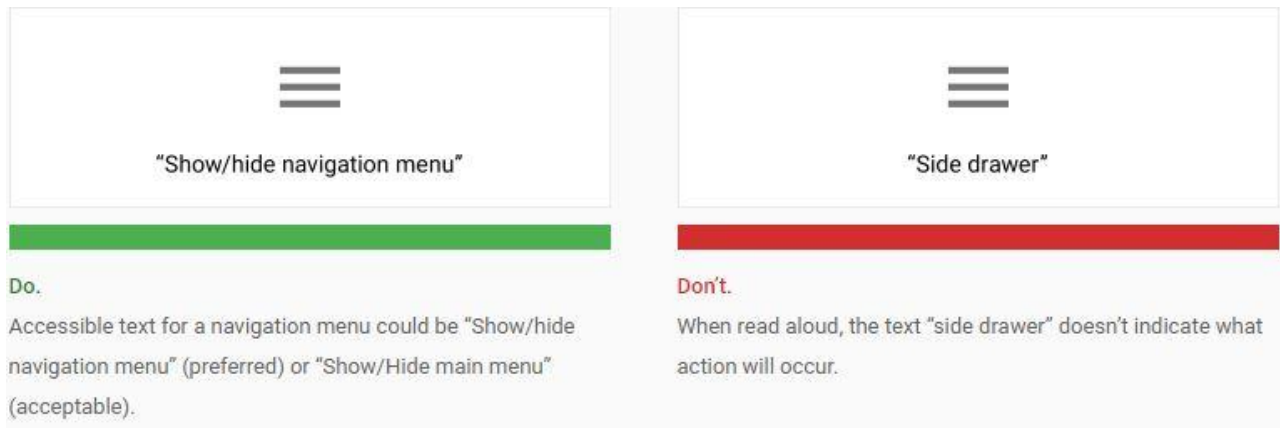 “Show/hide navigation menu”
Do.
Accessible text for a navigation menu could be “Show/hide
navigation menu” (preferred) or “Show/Hide main menu”
(acceptable).
“Side drawer”
Don’t.
When read aloud, the text “side drawer” doesn’t indicate what
action will occur.